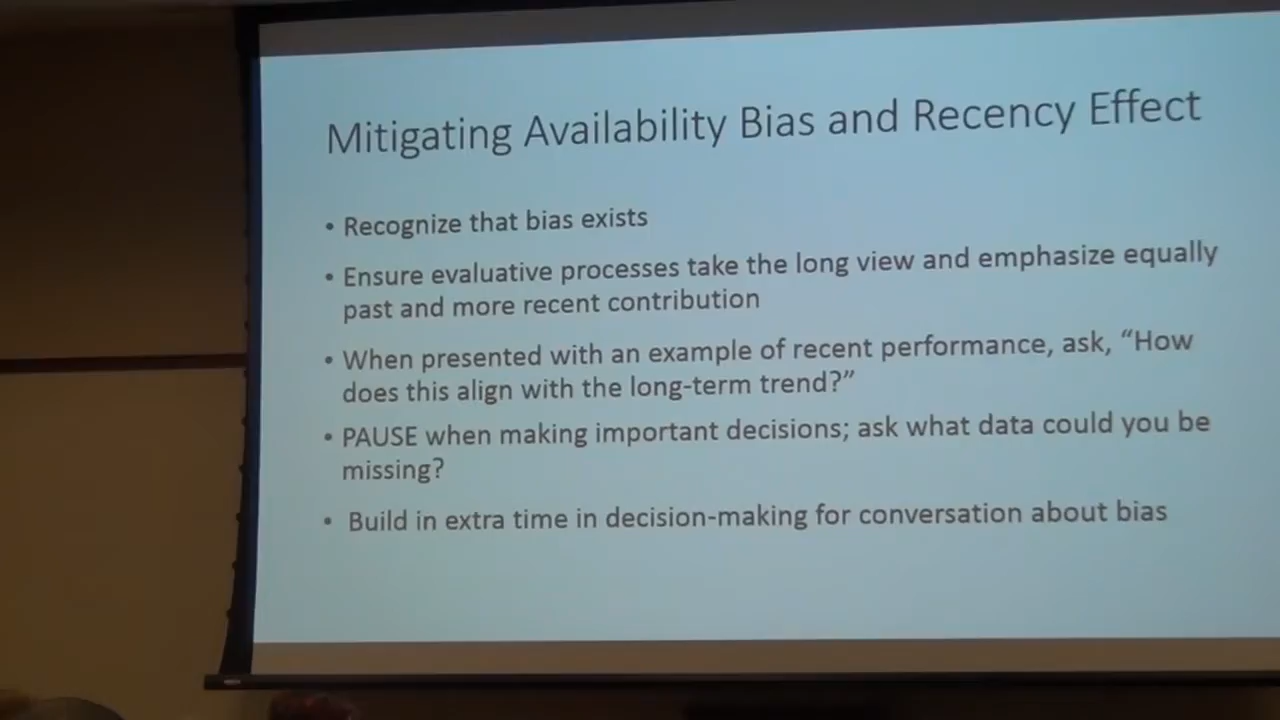 Mitigating Availability Bias and Recency Effect
• Recognize that bias exists
• Ensure evaluative processes take the long view and emphasize equally
past and more recent contribution
• When presented with an example of recent performance, ask, “How
does this align with the long-term trend?”
• PAUSE when making important decisions; ask what data could you be
missing?
• Build in extra time in decision-making for conversation about bias